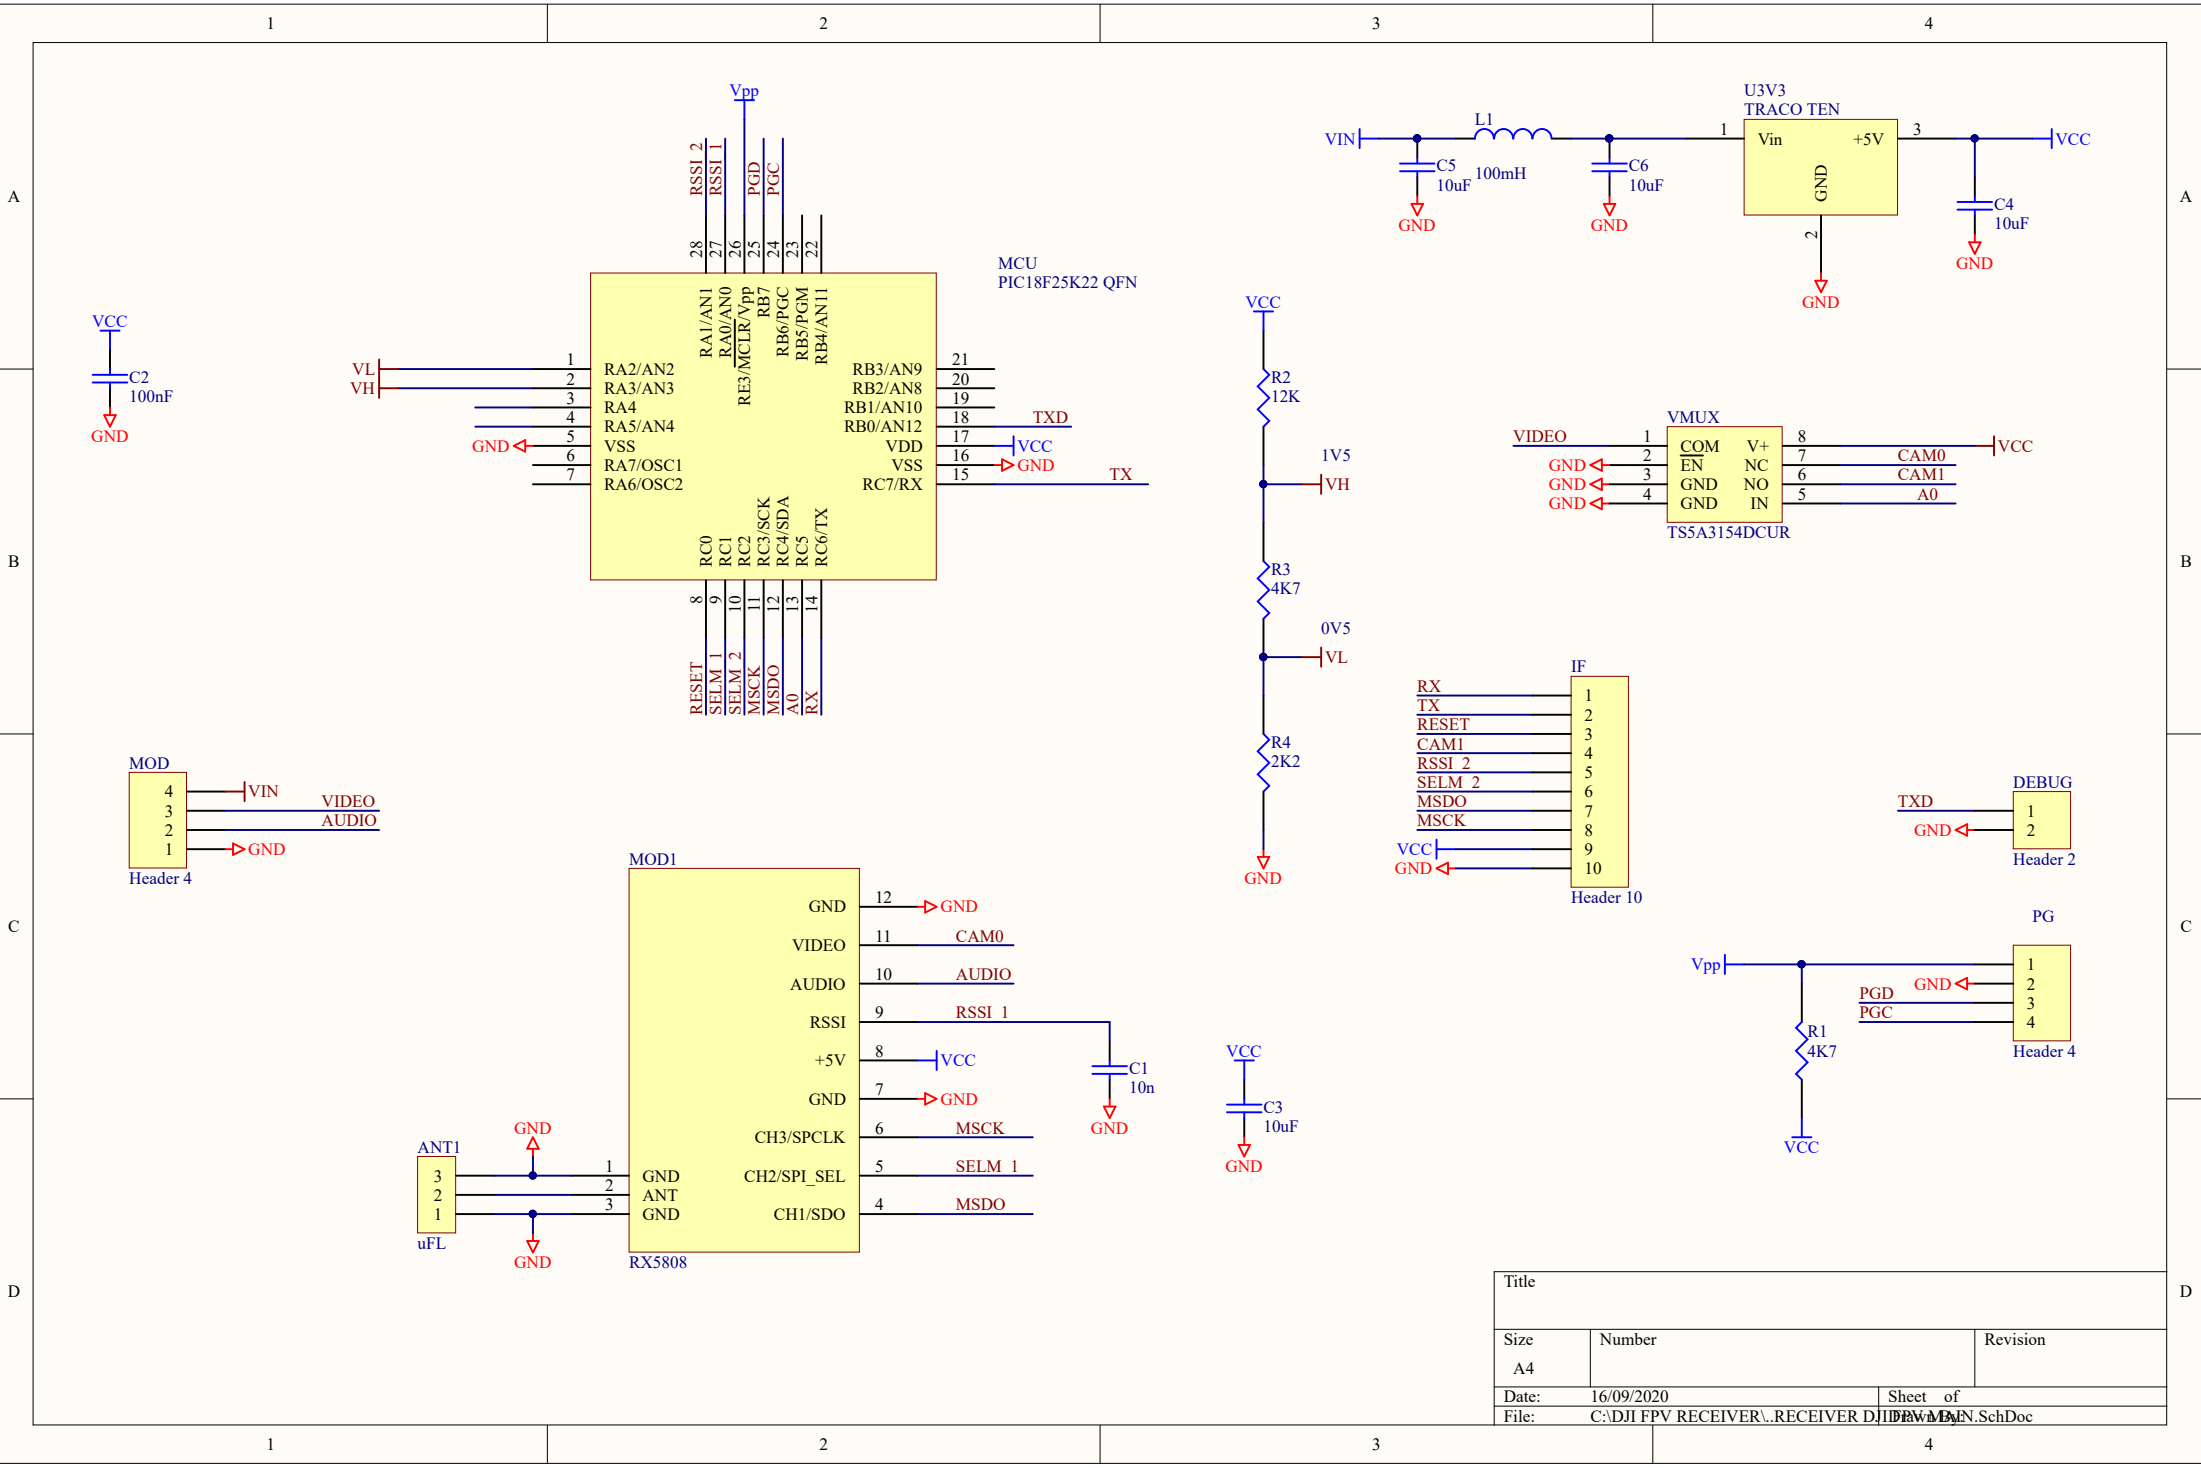 1
2
3
4
A
B
C
D
A
B
C
D
1
2
3
4
Vpp
RSSI_2
RSSI_1
PGD
PGC
28
27
26
25
24
23
22
MCU
PIC18F25K22 QFN
RA1/AN1
RA0/AN0
RE3/MCLR/Vpp
RB7
RB6/PGC
RB5/PGM
RB4/AN11
VL 1 RA2/AN2
VH 2 RA3/AN3
3 RA4
4 RA5/AN4
GND 5 VSS
6 RA7/OSC1
7 RA6/OSC2
RB3/AN9 21
RB2/AN8 20
RB1/AN10 19
RB0/AN12 18 TXD
VDD 17 VCC
VSS 16 GND
RC7/RX 15 TX
RC0
RC1
RC2
RC3/SCK
RC4/SDA
RC5
RC6/TX
8
9
10
11
12
13
14
RESET
SELM_1
SELM_2
MSCK
MSDO
A0
RX
VCC
C2
100nF
GND
VIN
C5
10uF
GND
L1
100mH
C6
10uF
GND
U3V3
TRACO TEN
1 Vin +5V 3
GND
2
GND
VCC
C4
10uF
GND
VCC
R2
12K
1V5
VH
R3
4K7
0V5
VL
R4
2K2
GND
VMUX
VIDEO 1 COM V+ 8 VCC
GND 2 EN NC 7 CAM0
GND 3 GND NO 6 CAM1
GND 4 GND IN 5 A0
TS5A3154DCUR
IF
RX 1
TX 2
RESET 3
CAM1 4
RSSI_2 5
SELM_2 6
MSDO 7
MSCK 8
VCC 9
GND 10
Header 10
DEBUG
TXD 1
GND 2
Header 2
PG
Vpp 1
GND 2
PGD 3
PGC 4
Header 4
R1
4K7
VCC
MOD
4 VIN
3 VIDEO
2 AUDIO
1 GND
Header 4
MOD1
GND 12 GND
VIDEO 11 CAM0
AUDIO 10 AUDIO
RSSI 9 RSSI_1
+5V 8 VCC
GND 7 GND
CH3/SPCLK 6 MSCK
CH2/SPI_SEL 5 SELM_1
CH1/SDO 4 MSDO
C1
10n
GND
VCC
C3
10uF
GND
GND
ANT1
3 1 GND
2 2 ANT
1 3 GND
uFL
GND
RX5808
Title
Size Number Revision
A4
Date: 16/09/2020 Sheet of
File: C:\DJI FPV RECEIVER\..RECEIVER DJI FPV MAIN.SchDoc
Drawn By: